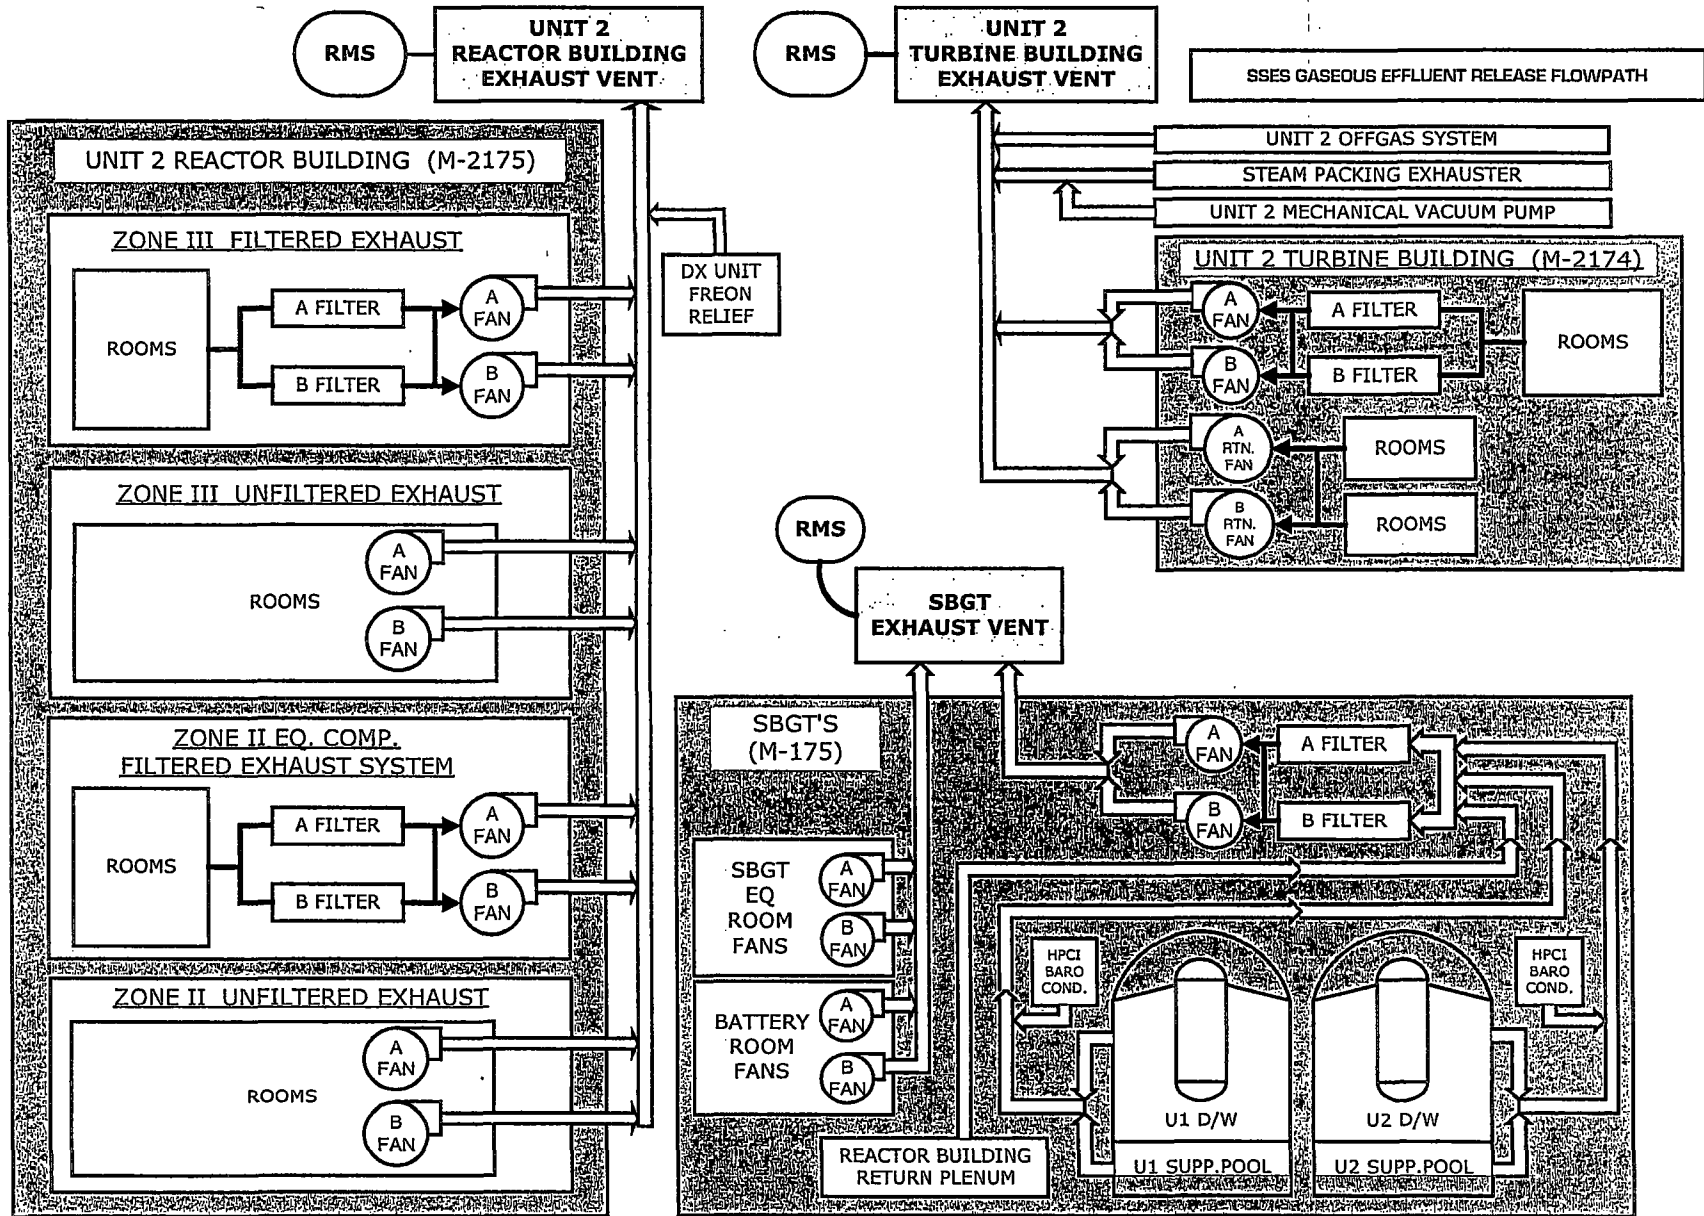 RMS
UNIT 2
REACTOR BUILDING
EXHAUST VENT
RMS
UNIT 2
TURBINE BUILDING
EXHAUST VENT
SSES GASEOUS EFFLUENT RELEASE FLOWPATH
UNIT 2 REACTOR BUILDING (M-2175)
ZONE III FILTERED EXHAUST
ROOMS
A FILTER
B FILTER
A
FAN
B
FAN
DX UNIT
FREON
RELIEF
ZONE III UNFILTERED EXHAUST
ROOMS
A
FAN
B
FAN
ZONE II EQ. COMP.
FILTERED EXHAUST SYSTEM
ROOMS
A FILTER
B FILTER
A
FAN
B
FAN
ZONE II UNFILTERED EXHAUST
ROOMS
A
FAN
B
FAN
UNIT 2 OFFGAS SYSTEM
STEAM PACKING EXHAUSTER
UNIT 2 MECHANICAL VACUUM PUMP
UNIT 2 TURBINE BUILDING (M-2174)
A
FAN
B
FAN
A FILTER
B FILTER
ROOMS
A
RTN.
FAN
B
RTN.
FAN
ROOMS
ROOMS
RMS
SBGT
EXHAUST VENT
SBGT'S
(M-175)
A
FAN
B
FAN
A FILTER
B FILTER
SBGT
EQ
ROOM
FANS
A
FAN
B
FAN
BATTERY
ROOM
FANS
A
FAN
B
FAN
REACTOR BUILDING
RETURN PLENUM
HPCI
BARO
COND.
U1 D/W
U1 SUPP.POOL
U2 D/W
U2 SUPP.POOL
HPCI
BARO
COND.